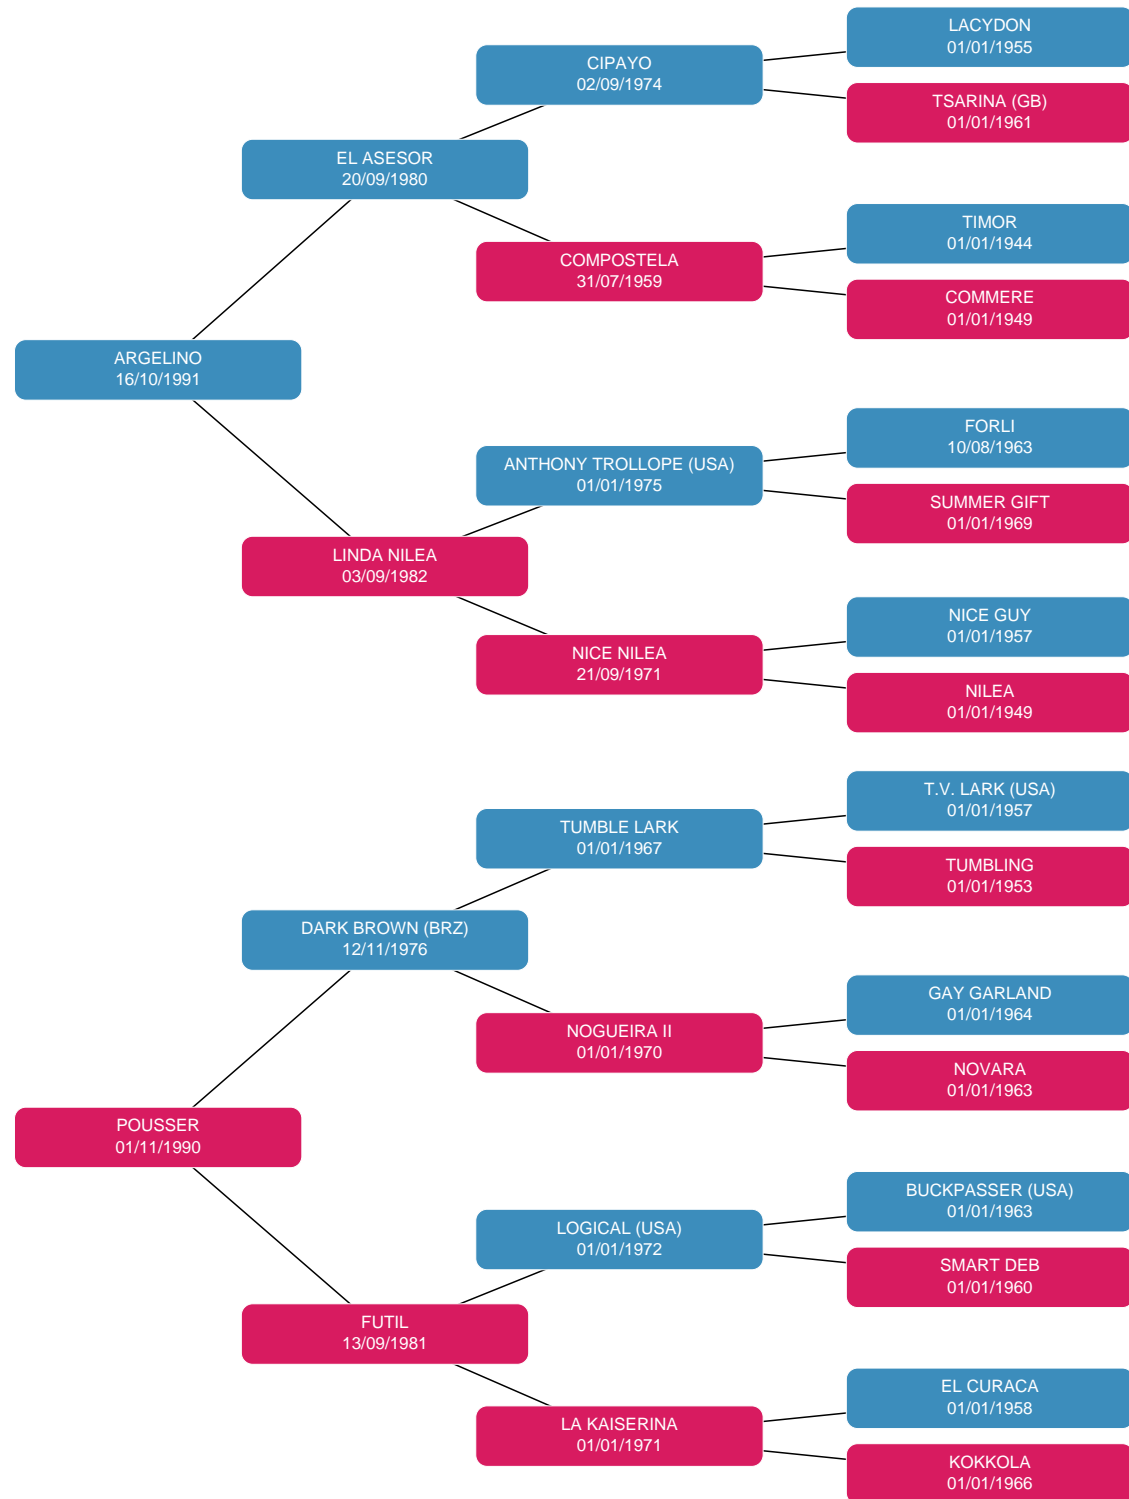 LACYDON
01/01/1955
CIPAYO
02/09/1974
TSARINA (GB)
01/01/1961
EL ASESOR
20/09/1980
TIMOR
01/01/1944
COMPOSTELA
31/07/1959
COMMERE
01/01/1949
ARGELINO
16/10/1991
FORLI
10/08/1963
ANTHONY TROLLOPE (USA)
01/01/1975
SUMMER GIFT
01/01/1969
LINDA NILEA
03/09/1982
NICE GUY
01/01/1957
NICE NILEA
21/09/1971
NILEA
01/01/1949
T.V. LARK (USA)
01/01/1957
TUMBLE LARK
01/01/1967
TUMBLING
01/01/1953
DARK BROWN (BRZ)
12/11/1976
GAY GARLAND
01/01/1964
NOGUEIRA II
01/01/1970
NOVARA
01/01/1963
POUSSER
01/11/1990
BUCKPASSER (USA)
01/01/1963
LOGICAL (USA)
01/01/1972
SMART DEB
01/01/1960
FUTIL
13/09/1981
EL CURACA
01/01/1958
LA KAISERINA
01/01/1971
KOKKOLA
01/01/1966